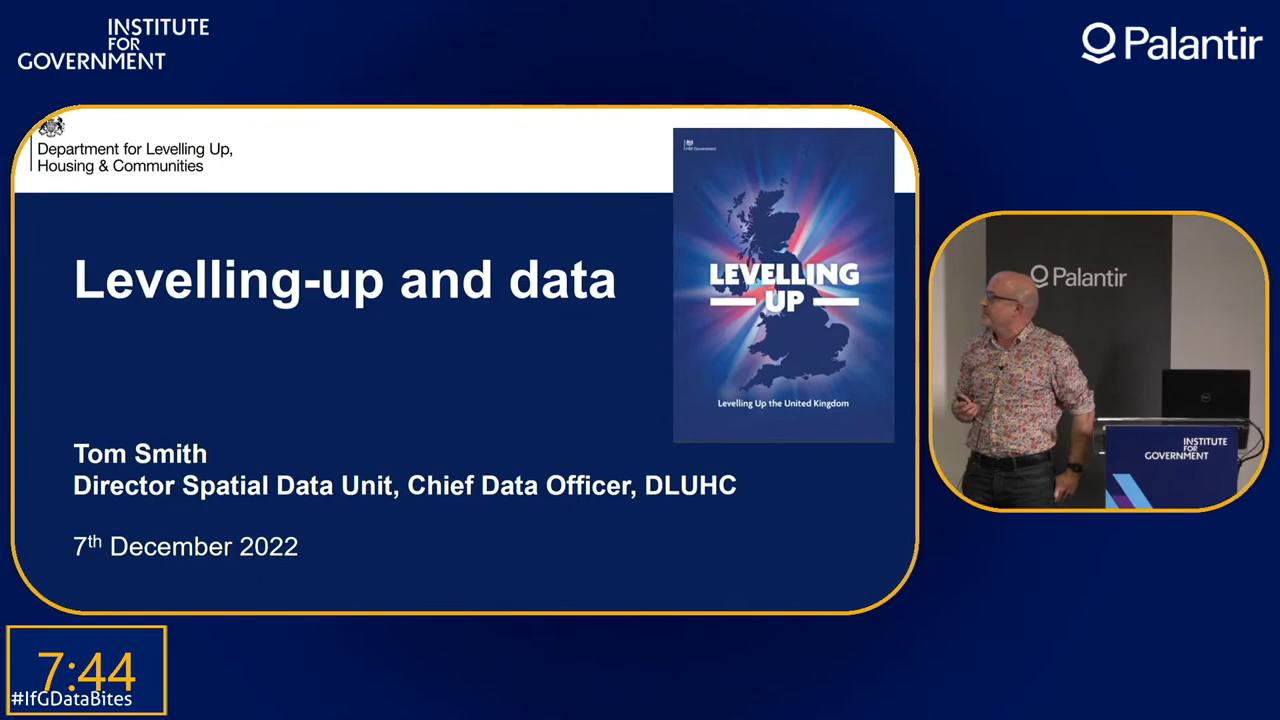 INSTITUTE
FOR
GOVERNMENT
Palantir
Department for Levelling Up,
Housing & Communities
HM Government
LEVELLING
UP
Levelling Up the United Kingdom
Levelling-up and data
Tom Smith
Director Spatial Data Unit, Chief Data Officer, DLUHC
7th December 2022
Palantir
INSTITUTE
FOR
GOVERNMENT
7:44
#IfGDataBites